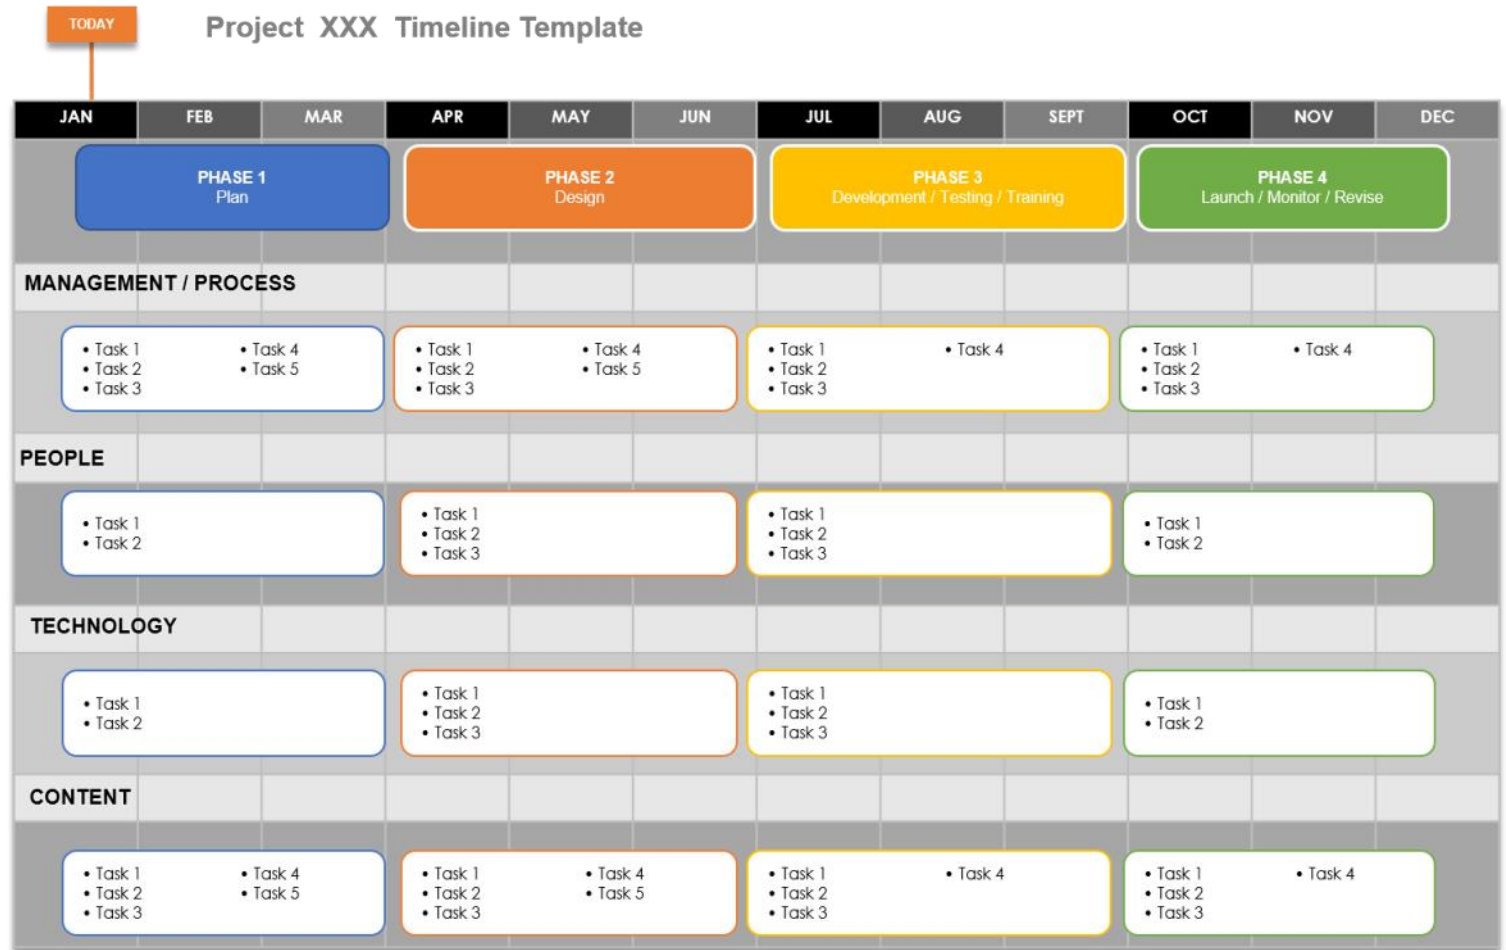 TODAY
Project XXX Timeline Template
JAN FEB MAR APR MAY JUN JUL AUG SEPT OCT NOV DEC
PHASE 1
Plan
PHASE 2
Design
PHASE 3
Development / Testing / Training
PHASE 4
Launch / Monitor / Revise
MANAGEMENT / PROCESS
• Task 1
• Task 2
• Task 3
• Task 4
• Task 5
• Task 1
• Task 2
• Task 3
• Task 4
• Task 5
• Task 1
• Task 2
• Task 3
• Task 4
• Task 1
• Task 2
• Task 3
• Task 4
PEOPLE
• Task 1
• Task 2
• Task 1
• Task 2
• Task 3
• Task 1
• Task 2
• Task 3
• Task 1
• Task 2
TECHNOLOGY
• Task 1
• Task 2
• Task 1
• Task 2
• Task 3
• Task 1
• Task 2
• Task 3
• Task 1
• Task 2
CONTENT
• Task 1
• Task 2
• Task 3
• Task 4
• Task 5
• Task 1
• Task 2
• Task 3
• Task 4
• Task 5
• Task 1
• Task 2
• Task 3
• Task 4
• Task 1
• Task 2
• Task 3
• Task 4